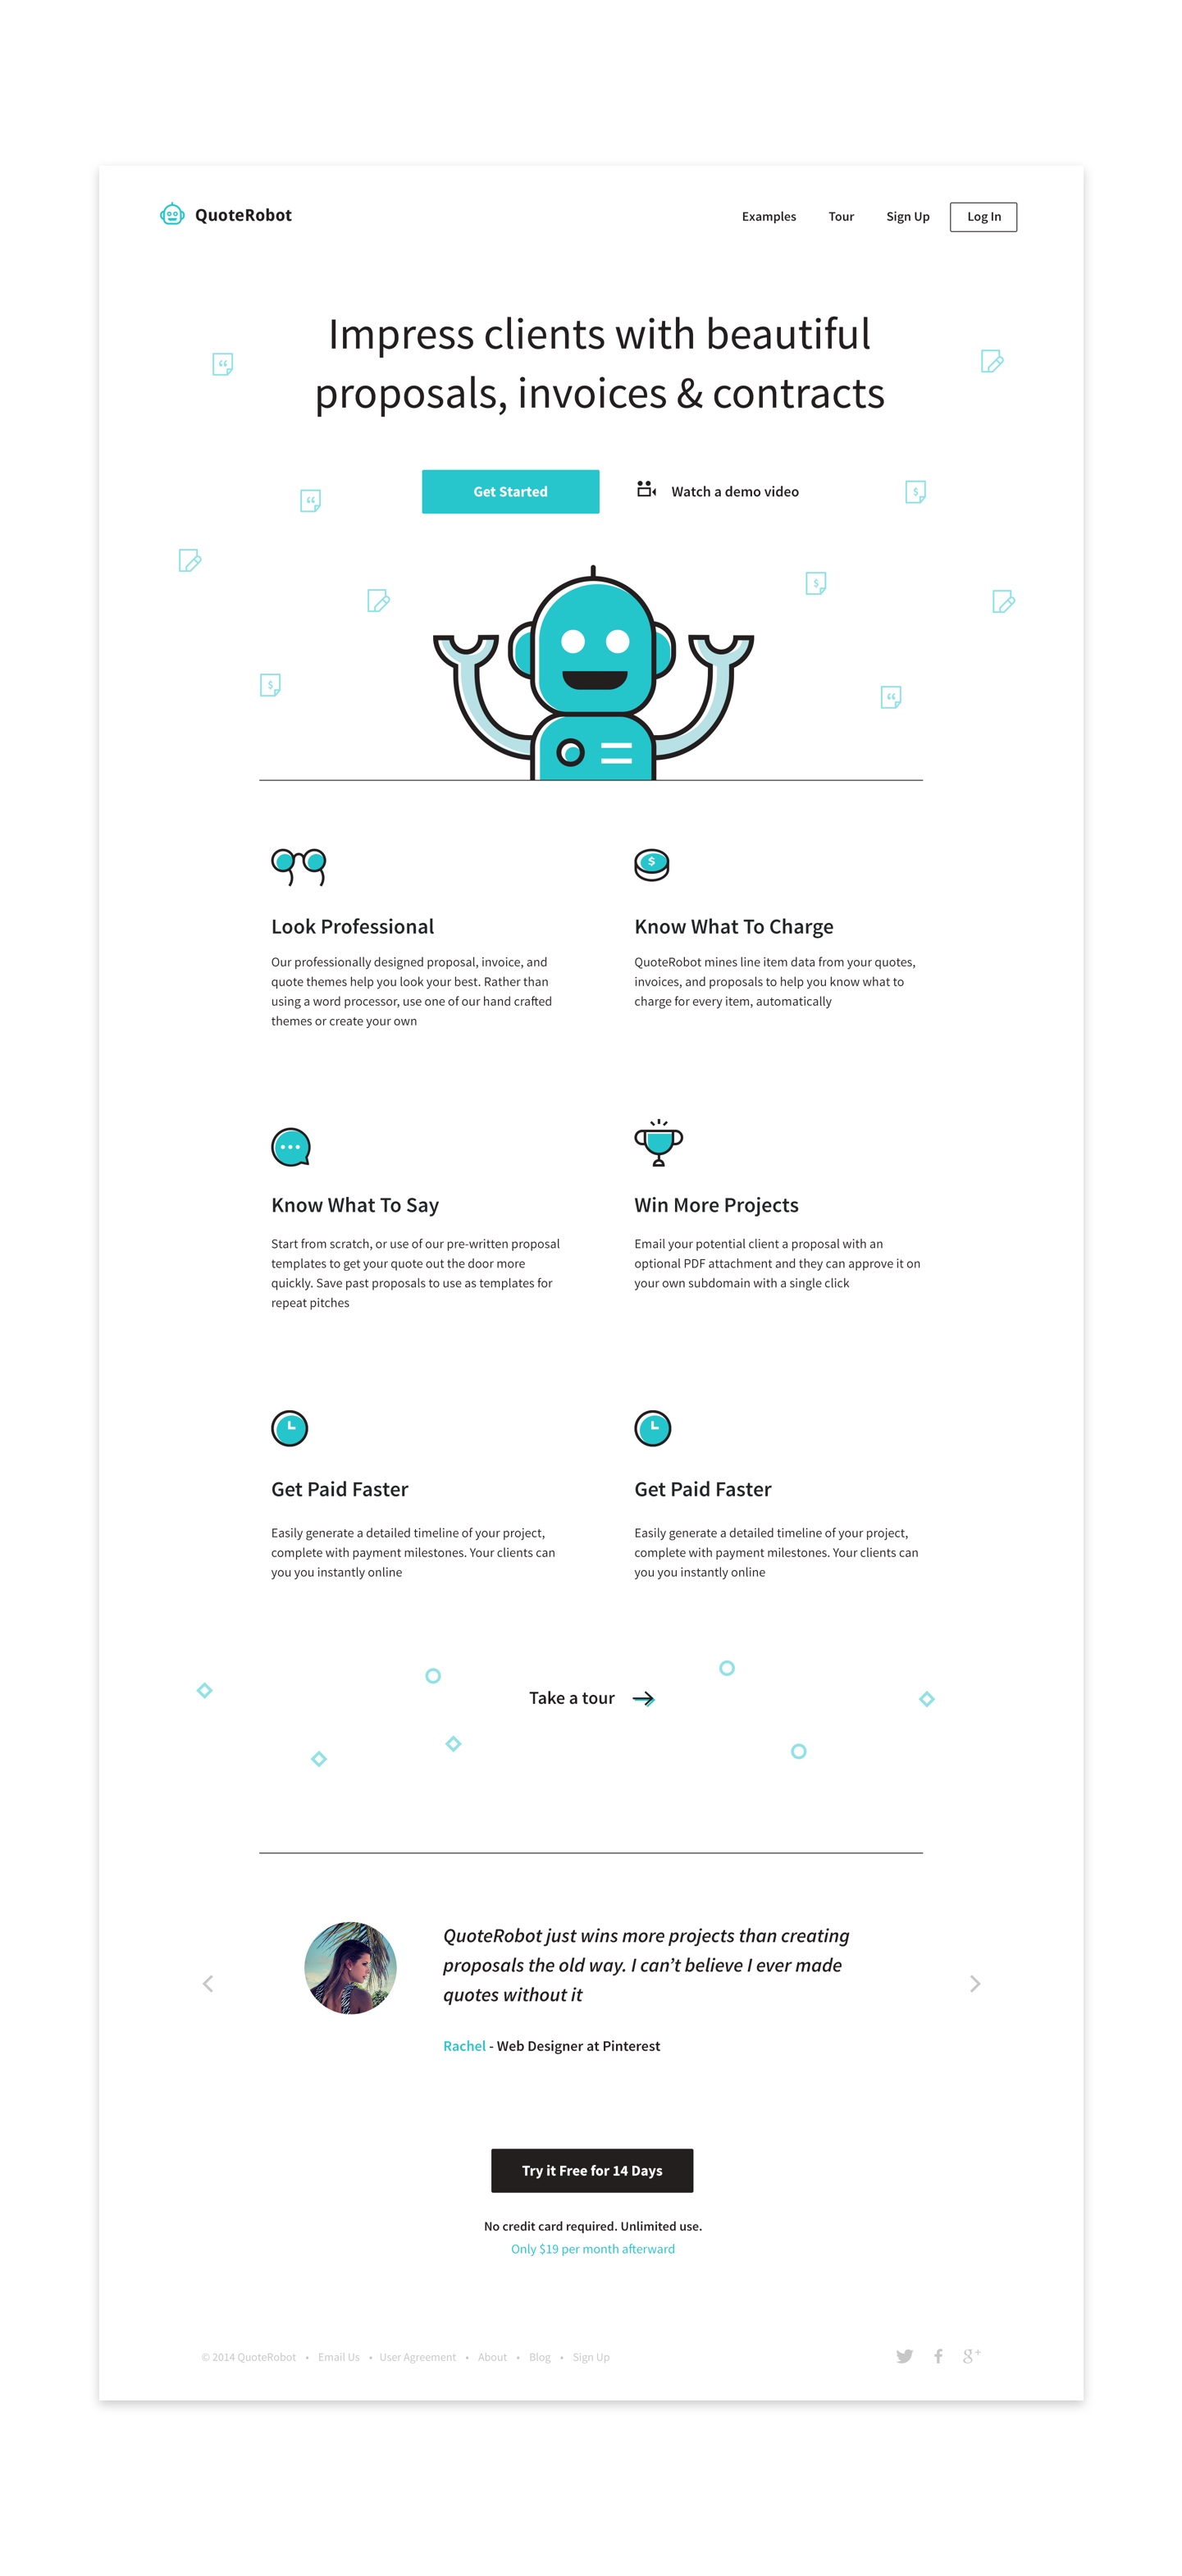 QuoteRobot
Examples Tour Sign Up Log In
Impress clients with beautiful
proposals, invoices & contracts
Get Started
Watch a demo video
Look Professional
Our professionally designed proposal, invoice, and
quote themes help you look your best. Rather than
using a word processor, use one of our hand crafted
themes or create your own
Know What To Charge
QuoteRobot mines line item data from your quotes,
invoices, and proposals to help you know what to
charge for every item, automatically
Know What To Say
Start from scratch, or use of our pre-written proposal
templates to get your quote out the door more
quickly. Save past proposals to use as templates for
repeat pitches
Win More Projects
Email your potential client a proposal with an
optional PDF attachment and they can approve it on
your own subdomain with a single click
Get Paid Faster
Easily generate a detailed timeline of your project,
complete with payment milestones. Your clients can
you you instantly online
Get Paid Faster
Easily generate a detailed timeline of your project,
complete with payment milestones. Your clients can
you you instantly online
Take a tour
QuoteRobot just wins more projects than creating
proposals the old way. I can’t believe I ever made
quotes without it
Rachel - Web Designer at Pinterest
Try it Free for 14 Days
No credit card required. Unlimited use.
Only $19 per month afterward
© 2014 QuoteRobot • Email Us • User Agreement • About • Blog • Sign Up